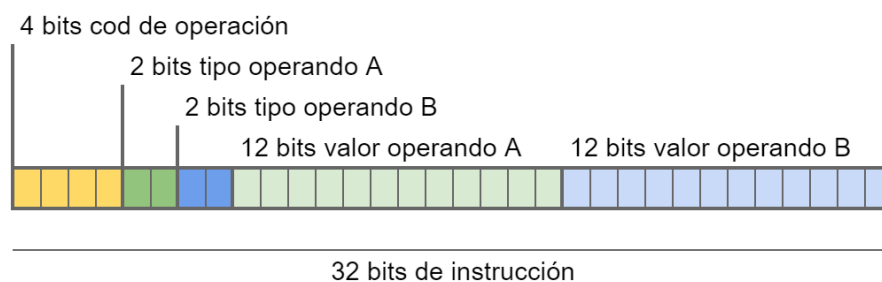 4 bits cod de operación
2 bits tipo operando A
2 bits tipo operando B
12 bits valor operando A
12 bits valor operando B
32 bits de instrucción